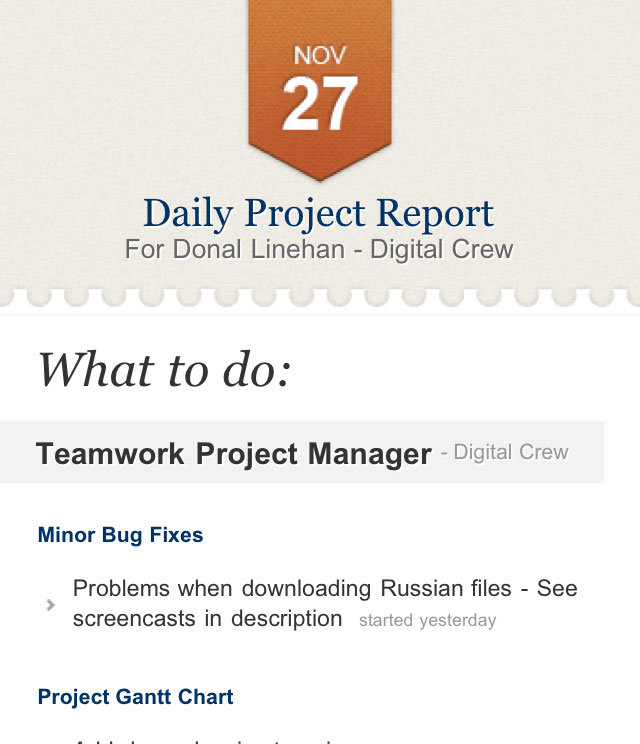 NOV
27
Daily Project Report
For Donal Linehan - Digital Crew
What to do:
Teamwork Project Manager - Digital Crew
Minor Bug Fixes
Problems when downloading Russian files - See
screencasts in description started yesterday
Project Gantt Chart